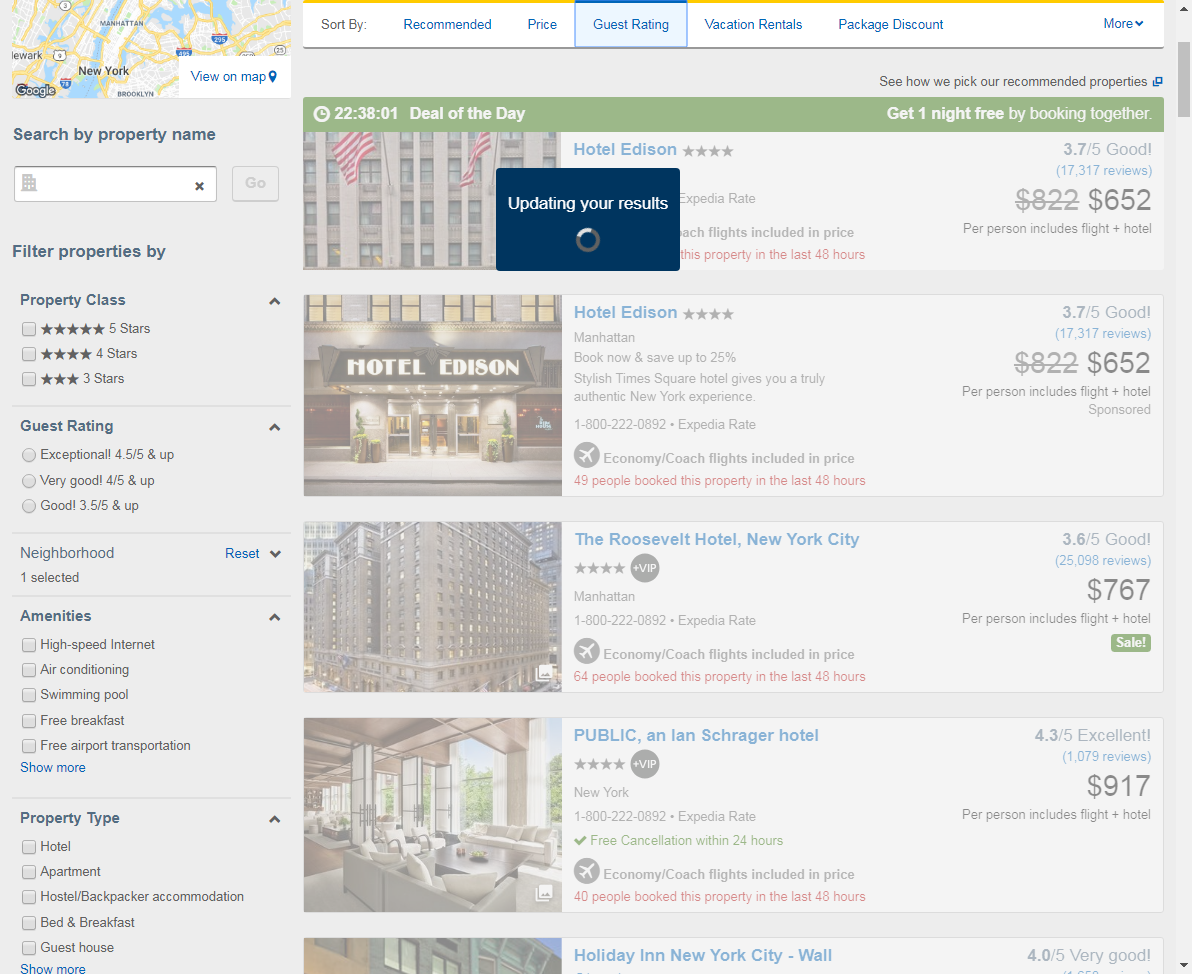 MANHATTAN
3
lewark
9
295
495
25
New York
78
BROOKLYN
Google
View on map
Search by property name
Go
Filter properties by
Property Class
5 Stars
4 Stars
3 Stars
Guest Rating
Exceptional! 4.5/5 & up
Very good! 4/5 & up
Good! 3.5/5 & up
Neighborhood
Reset
1 selected
Amenities
High-speed Internet
Air conditioning
Swimming pool
Free breakfast
Free airport transportation
Show more
Property Type
Hotel
Apartment
Hostel/Backpacker accommodation
Bed & Breakfast
Guest house
Show more
Sort By: Recommended Price Guest Rating Vacation Rentals Package Discount More
See how we pick our recommended properties
22:38:01 Deal of the Day Get 1 night free by booking together.
Hotel Edison
3.7/5 Good!
(17,317 reviews)
Expedia Rate
$822 $652
Per person includes flight + hotel
ach flights included in price
this property in the last 48 hours
Updating your results
HOTEL EDISON
Hotel Edison
3.7/5 Good!
Manhattan
(17,317 reviews)
Book now & save up to 25%
$822 $652
Stylish Times Square hotel gives you a truly
authentic New York experience.
Per person includes flight + hotel
Sponsored
1-800-222-0892 • Expedia Rate
Economy/Coach flights included in price
49 people booked this property in the last 48 hours
The Roosevelt Hotel, New York City
3.6/5 Good!
(25,098 reviews)
+VIP
$767
Manhattan
1-800-222-0892 • Expedia Rate
Per person includes flight + hotel
Sale!
Economy/Coach flights included in price
64 people booked this property in the last 48 hours
PUBLIC, an Ian Schrager hotel
4.3/5 Excellent!
(1,079 reviews)
+VIP
$917
New York
1-800-222-0892 • Expedia Rate
Per person includes flight + hotel
Free Cancellation within 24 hours
Economy/Coach flights included in price
40 people booked this property in the last 48 hours
Holiday Inn New York City - Wall
4.0/5 Very good!